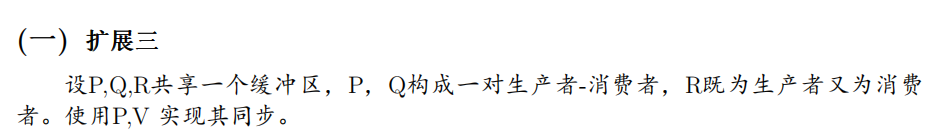 (一) 扩展三
设P,Q,R共享一个缓冲区，P，Q构成一对生产者-消费者，R既为生产者又为消费
者。使用P,V 实现其同步。